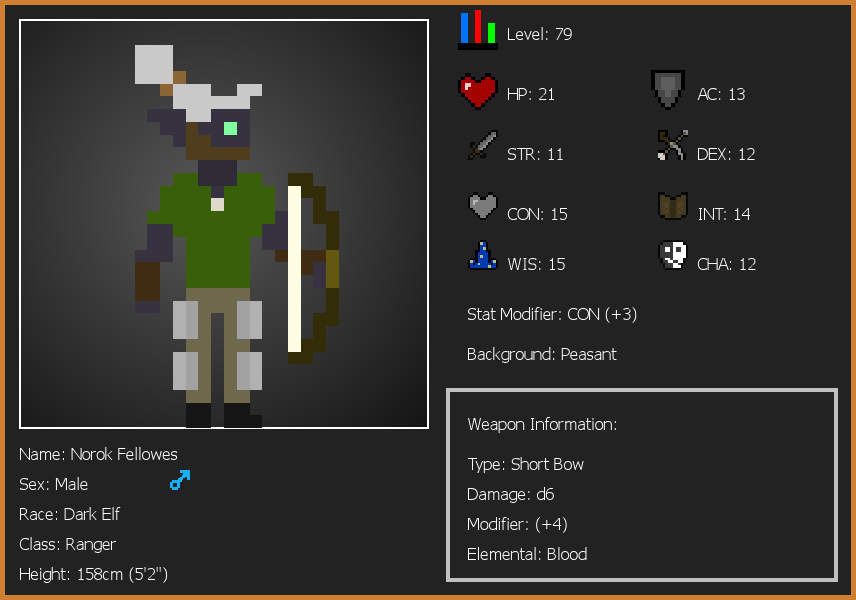 Level: 79
HP: 21
AC: 13
STR: 11
DEX: 12
CON: 15
INT: 14
WIS: 15
CHA: 12
Stat Modifier: CON (+3)
Background: Peasant
Weapon Information:
Type: Short Bow
Damage: d6
Modifier: (+4)
Elemental: Blood
Name: Norok Fellowes
Sex: Male
Race: Dark Elf
Class: Ranger
Height: 158cm (5'2")